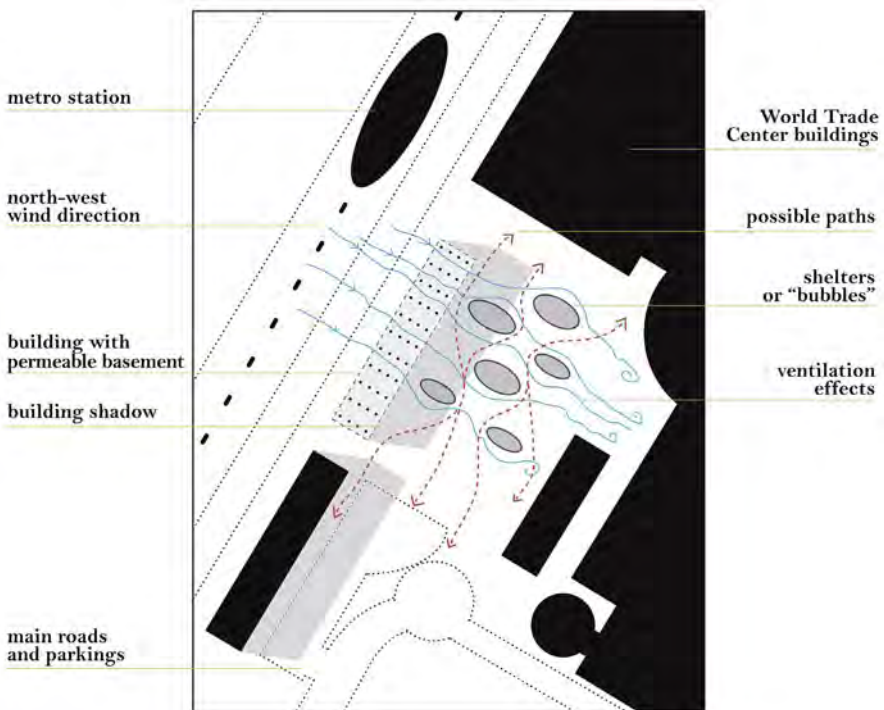 metro station
north-west
wind direction
building with
permeable basement
building shadow
main roads
and parkings
World Trade
Center buildings
possible paths
shelters
or “bubbles”
ventilation
effects